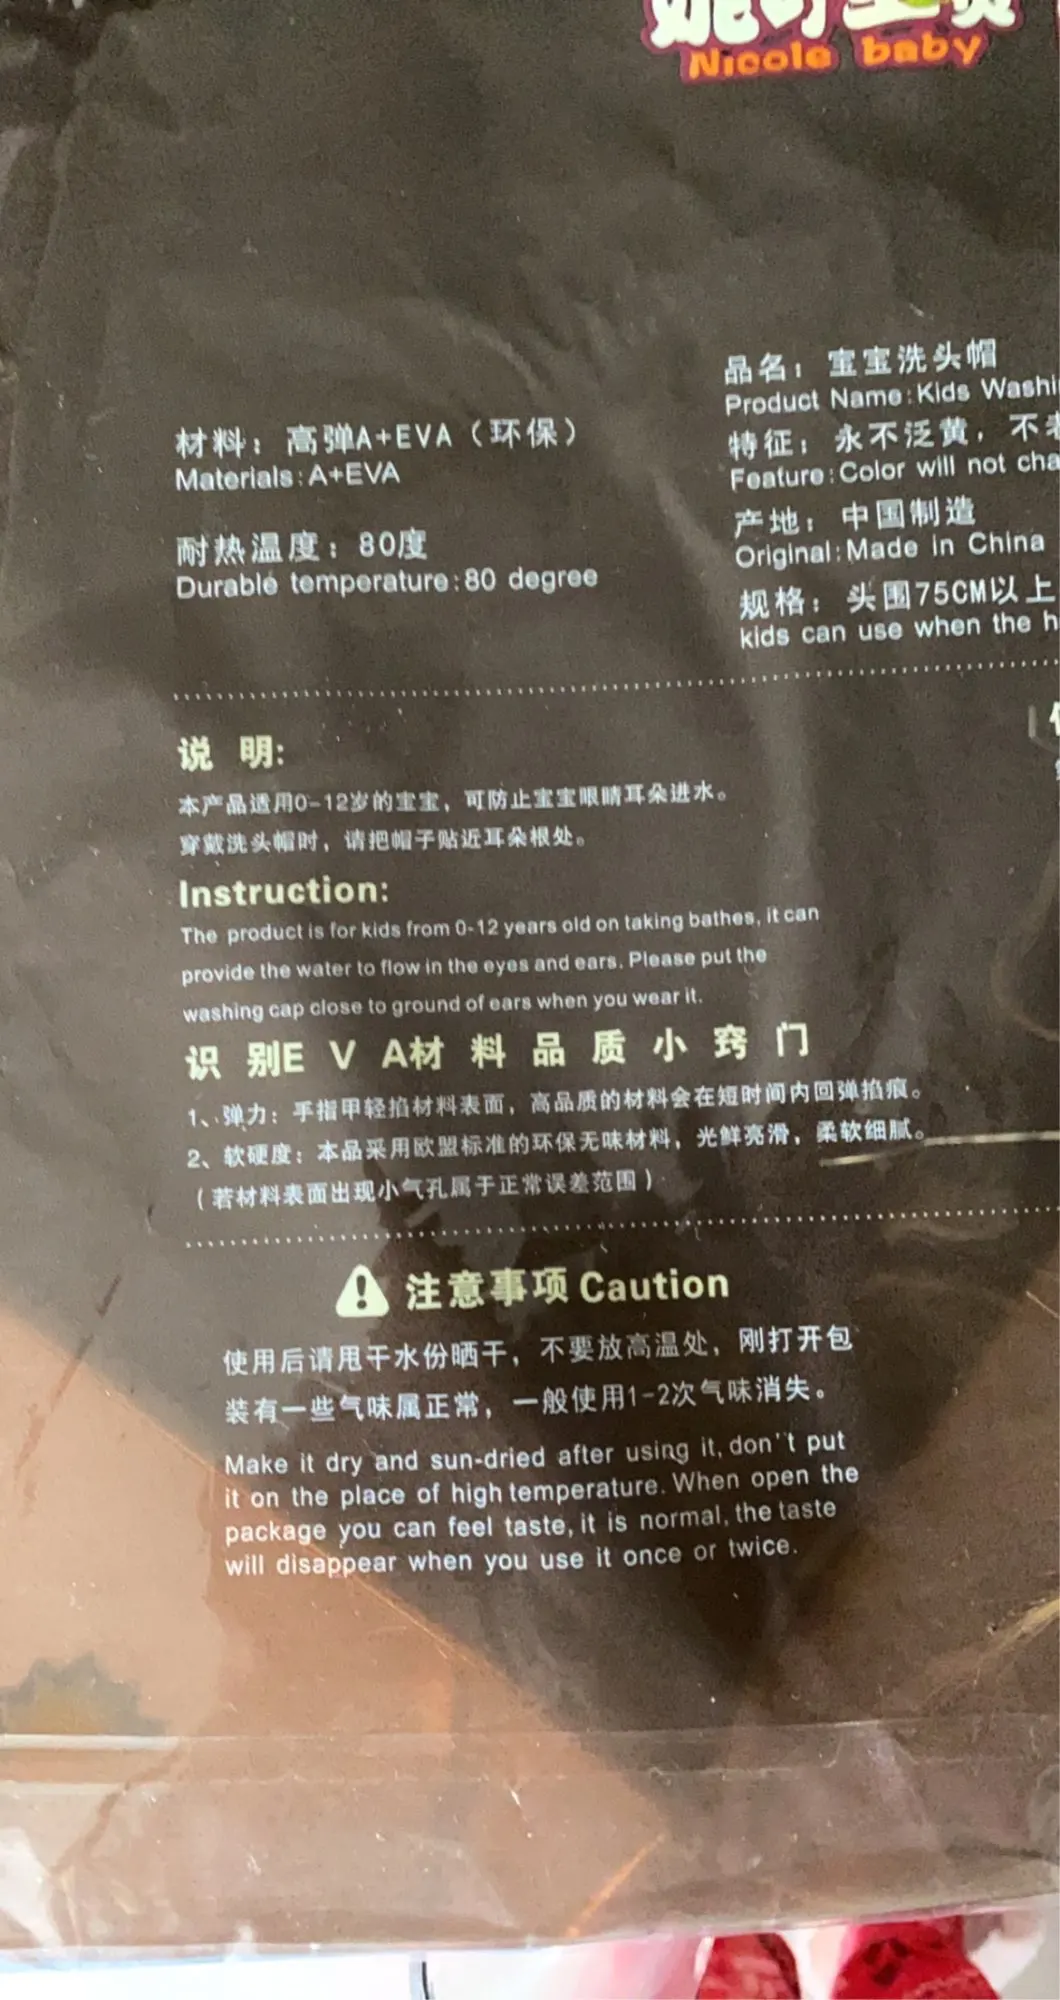 Nicole baby
材料：高弹A+EVA（环保）
Materials:A+EVA
耐热温度：80度
Durable temperature:80 degree
品名：宝宝洗头帽
Product Name:Kids Washi
特征：永不泛黄，不
Feature:Color will not cha
产地：中国制造
Original:Made in China
规格：头围75CM以上
kids can use when the h
说 明:
本产品适用0-12岁的宝宝，可防止宝宝眼睛耳朵进水。
穿戴洗头帽时，请把帽子贴近耳朵根处。
Instruction:
The product is for kids from 0-12 years old on taking bathes, it can
provide the water to flow in the eyes and ears. Please put the
washing cap close to ground of ears when you wear it.
识 别E V A材 料 品 质 小 窍 门
1、弹力：手指甲轻掐材料表面，高品质的材料会在短时间内回弹掐痕。
2、软硬度：本品采用欧盟标准的环保无味材料，光鲜亮滑，柔软细腻。
（若材料表面出现小气孔属于正常误差范围）
注意事项 Caution
使用后请甩干水份晒干，不要放高温处，刚打开包
装有一些气味属正常，一般使用1-2次气味消失。
Make it dry and sun-dried after using it, don't put
it on the place of high temperature. When open the
package you can feel taste, it is normal, the taste
will disappear when you use it once or twice.